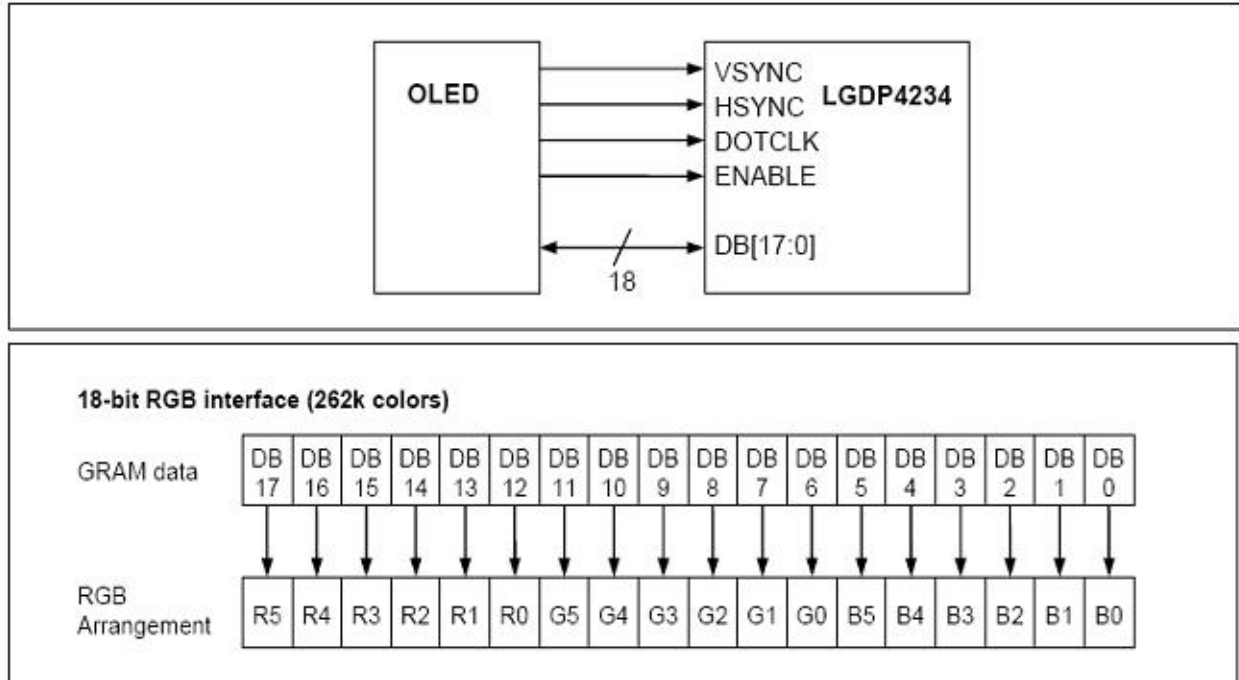 VSYNC
OLED
LGDP4234
HSYNC
DOTCLK
ENABLE
DB[17:0]
18
18-bit RGB interface (262k colors)
GRAM data
DB DB DB DB DB DB DB DB DB DB DB DB DB DB DB DB DB DB
17 16 15 14 13 12 11 10 9 8 7 6 5 4 3 2 1 0
RGB
Arrangement
R5 R4 R3 R2 R1 R0 G5 G4 G3 G2 G1 G0 B5 B4 B3 B2 B1 B0